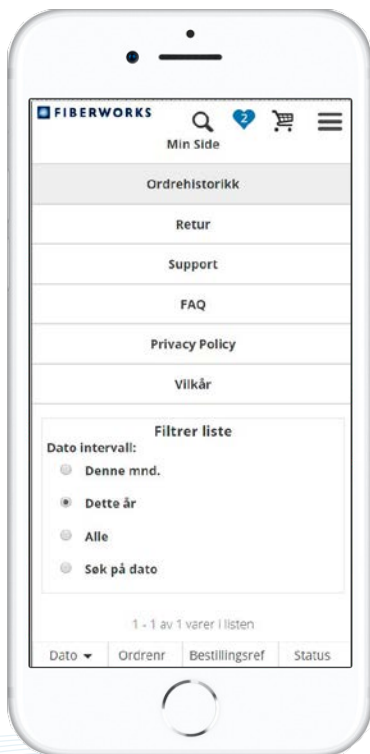 FIBERWORKS
2
Min Side
Ordrehistorikk
Retur
Support
FAQ
Privacy Policy
Vilkår
Filtrer liste
Dato intervall:
Denne mnd.
Dette år
Alle
Søk på dato
1 - 1 av 1 varer i listen
Dato Ordrenr Bestillingsref Status